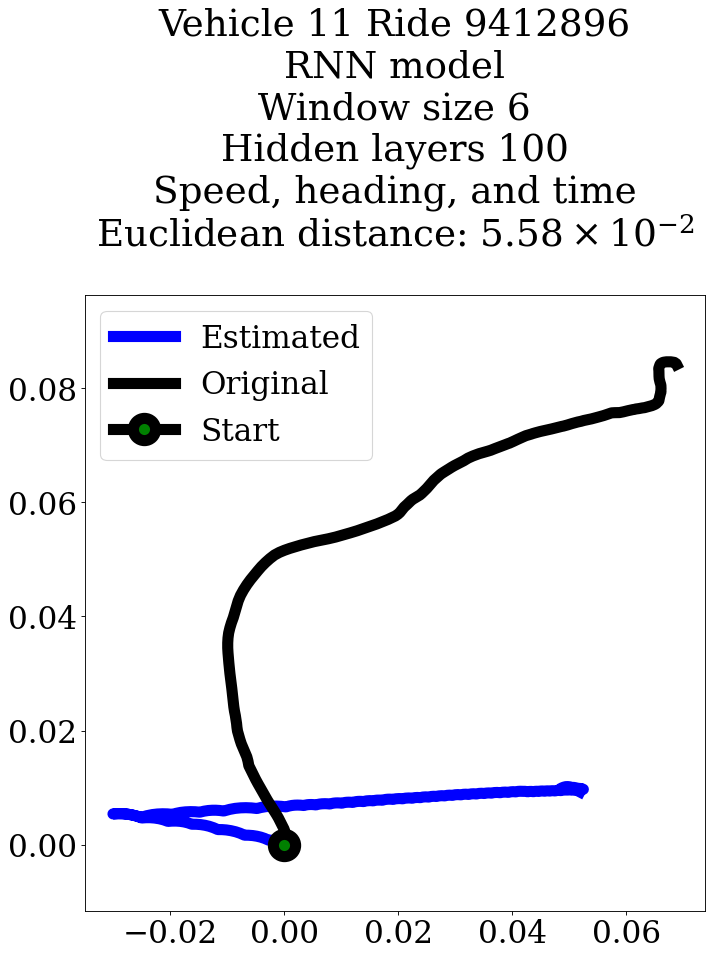 Vehicle 11 Ride 9412896
RNN model
Window size 6
Hidden layers 100
Speed, heading, and time
Euclidean distance: 5.58 × 10⁻²
Estimated
Original
Start
0.08
0.06
0.04
0.02
0.00
−0.02 0.00 0.02 0.04 0.06